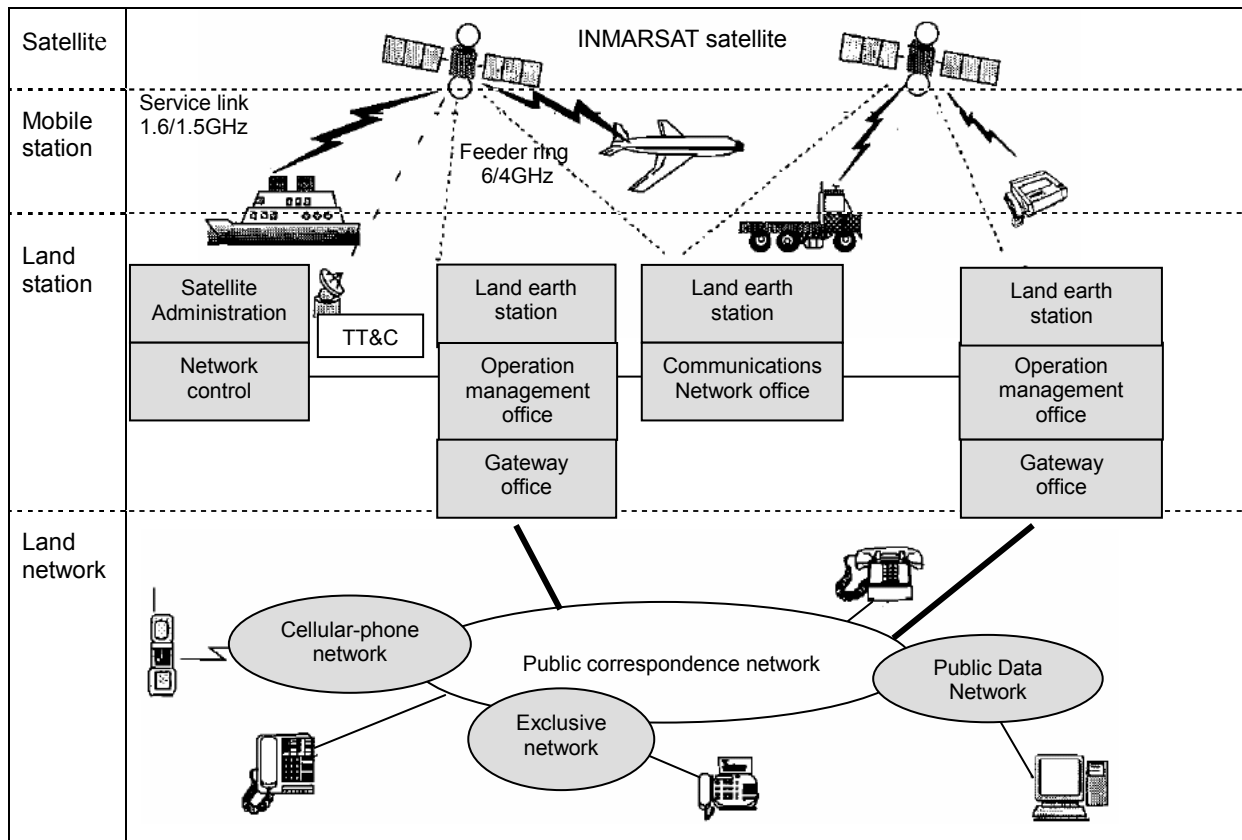 Satellite
INMARSAT satellite
Mobile
station
Service link
1.6/1.5GHz
Feeder ring
6/4GHz
Land
station
Satellite
Administration
Network
control
TT&C
Land earth
station
Operation
management
office
Gateway
office
Land earth
station
Communications
Network office
Land earth
station
Operation
management
office
Gateway
office
Land
network
Cellular-phone
network
Public correspondence network
Public Data
Network
Exclusive
network